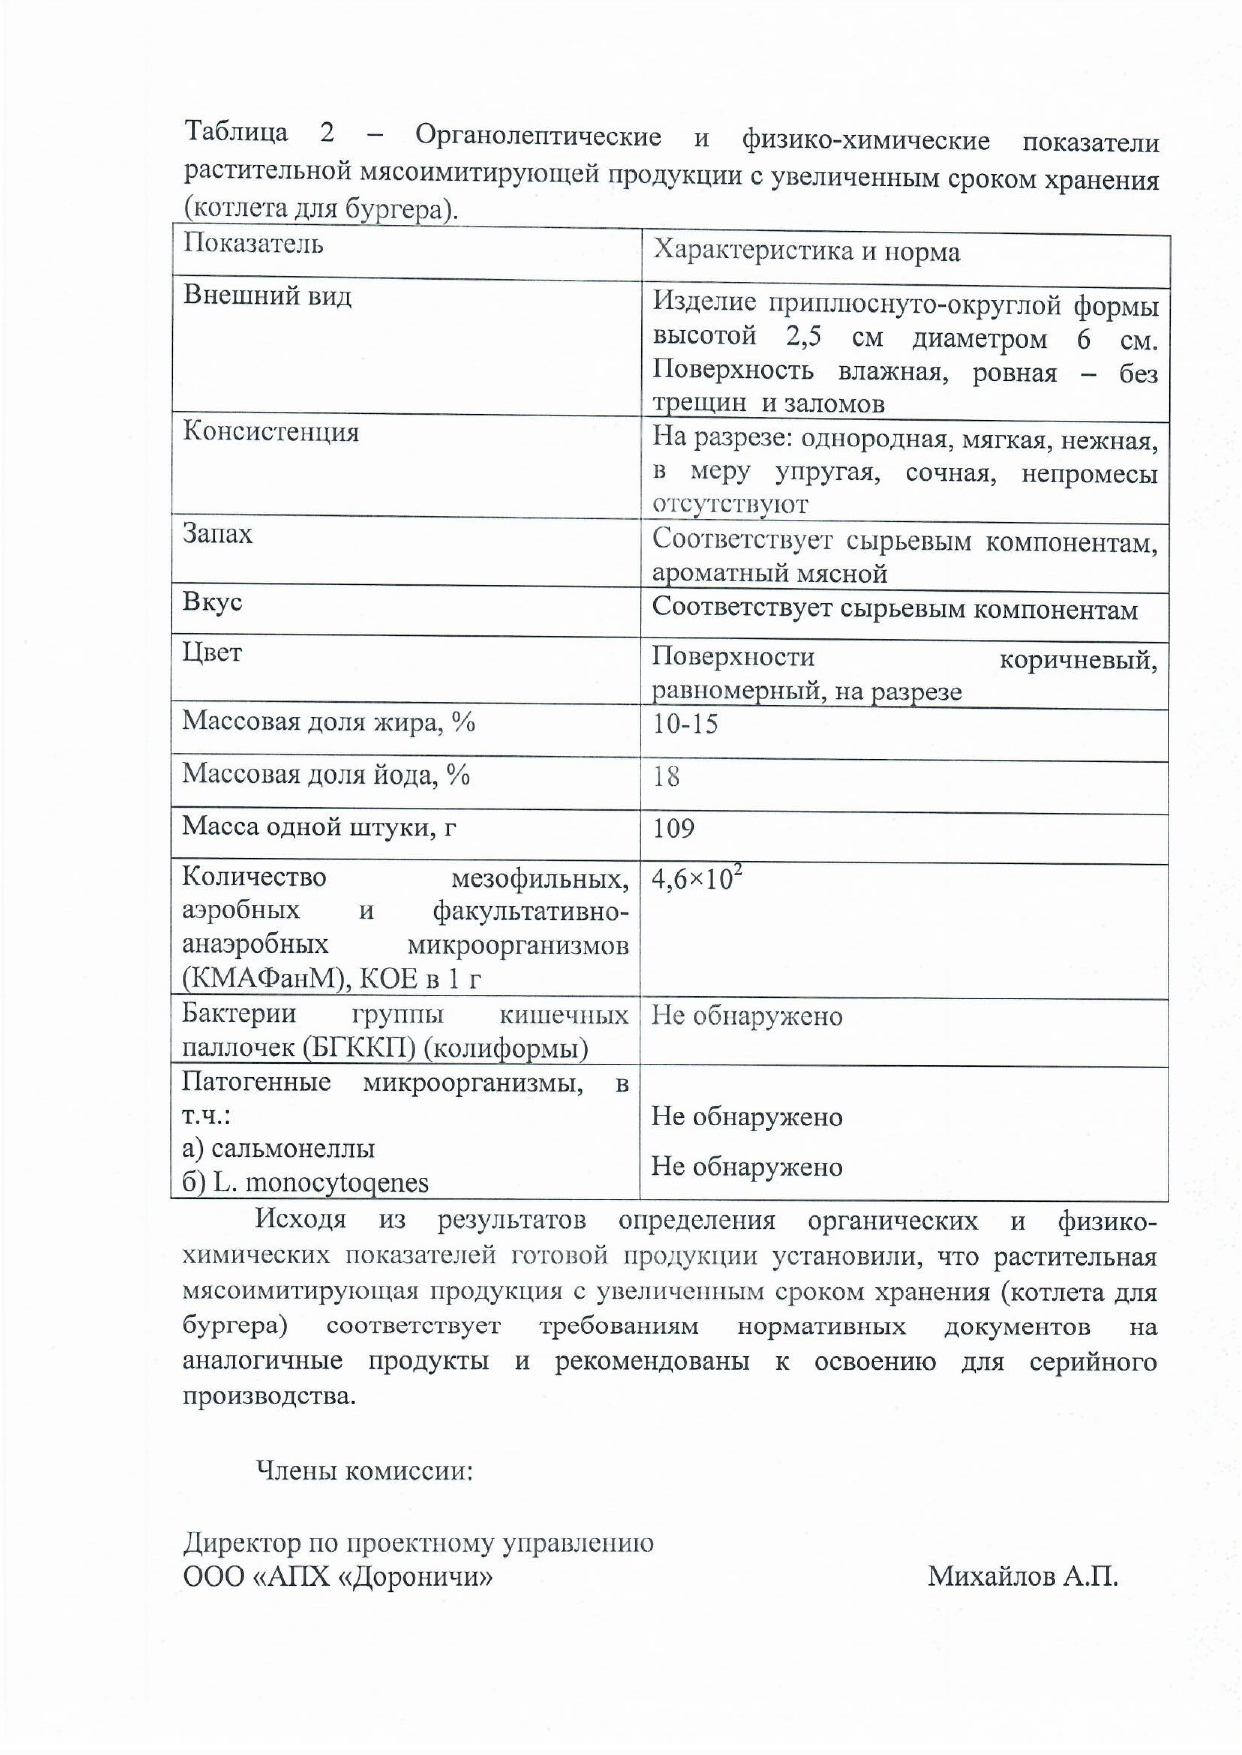 Таблица 2 – Органолептические и физико-химические показатели
растительной мясоимитирующей продукции с увеличенным сроком хранения
(котлета для бургера).
Показатель
Характеристика и норма
Внешний вид
Изделие приплюснуто-округлой формы
высотой 2,5 см диаметром 6 см.
Поверхность влажная, ровная – без
трещин и заломов
Консистенция
На разрезе: однородная, мягкая, нежная,
в меру упругая, сочная, непромесы
отсутствуют
Запах
Соответствует сырьевым компонентам,
ароматный мясной
Вкус
Соответствует сырьевым компонентам
Цвет
Поверхности коричневый,
равномерный, на разрезе
Массовая доля жира, %
10-15
Массовая доля йода, %
18
Масса одной штуки, г
109
Количество мезофильных,
аэробных и факультативно-
анаэробных микроорганизмов
(КМАФанМ), КОЕ в 1 г
4,6×10²
Бактерии группы кишечных
паллочек (БГККП) (колиформы)
Не обнаружено
Патогенные микроорганизмы, в
т.ч.:
а) сальмонеллы
б) L. monocytoqenes
Не обнаружено
Не обнаружено
Исходя из результатов определения органических и физико-
химических показателей готовой продукции установили, что растительная
мясоимитирующая продукция с увеличенным сроком хранения (котлета для
бургера) соответствует требованиям нормативных документов на
аналогичные продукты и рекомендованы к освоению для серийного
производства.
Члены комиссии:
Директор по проектному управлению
ООО «АПХ «Дороничи»
Михайлов А.П.